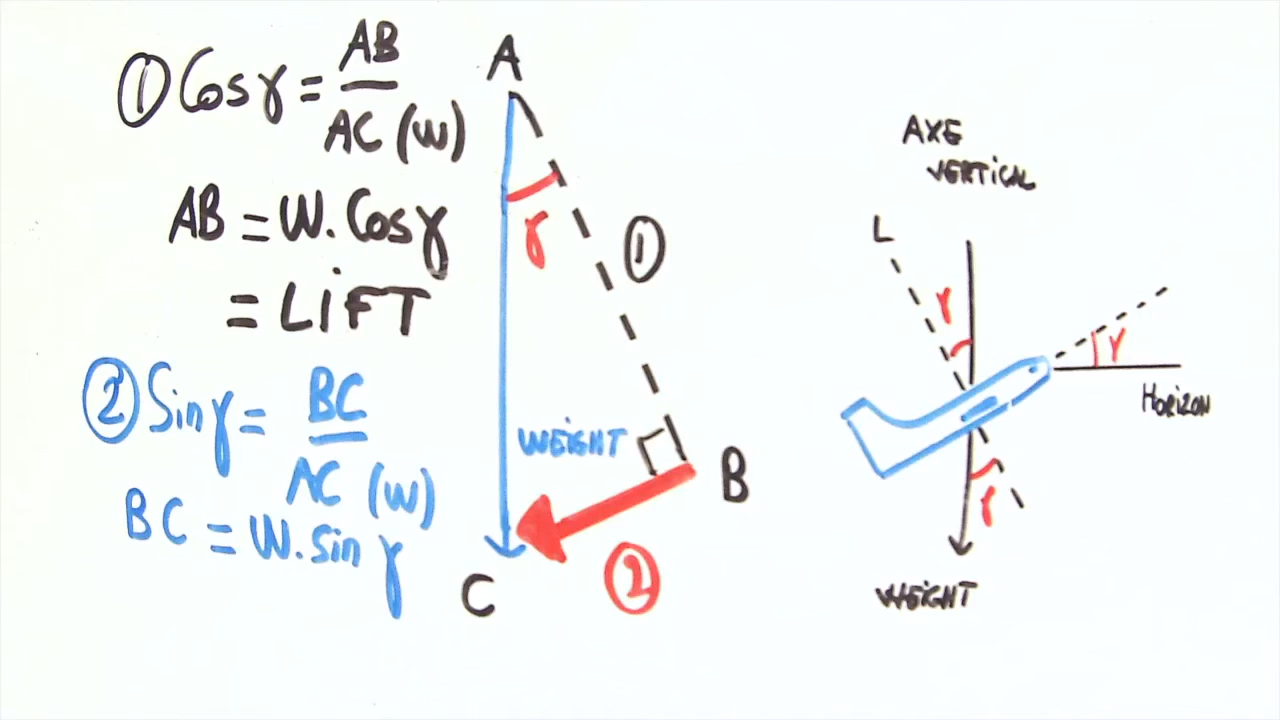 ① Cos γ = AB / AC (W)
AB = W. Cos γ
= LiFT
② Sin γ = BC / AC (W)
BC = W. Sin γ
A
γ
①
WEiGHT
B
②
C
AXE
VERTiCAL
L
γ
γ
HORizON
γ
WEiGHT